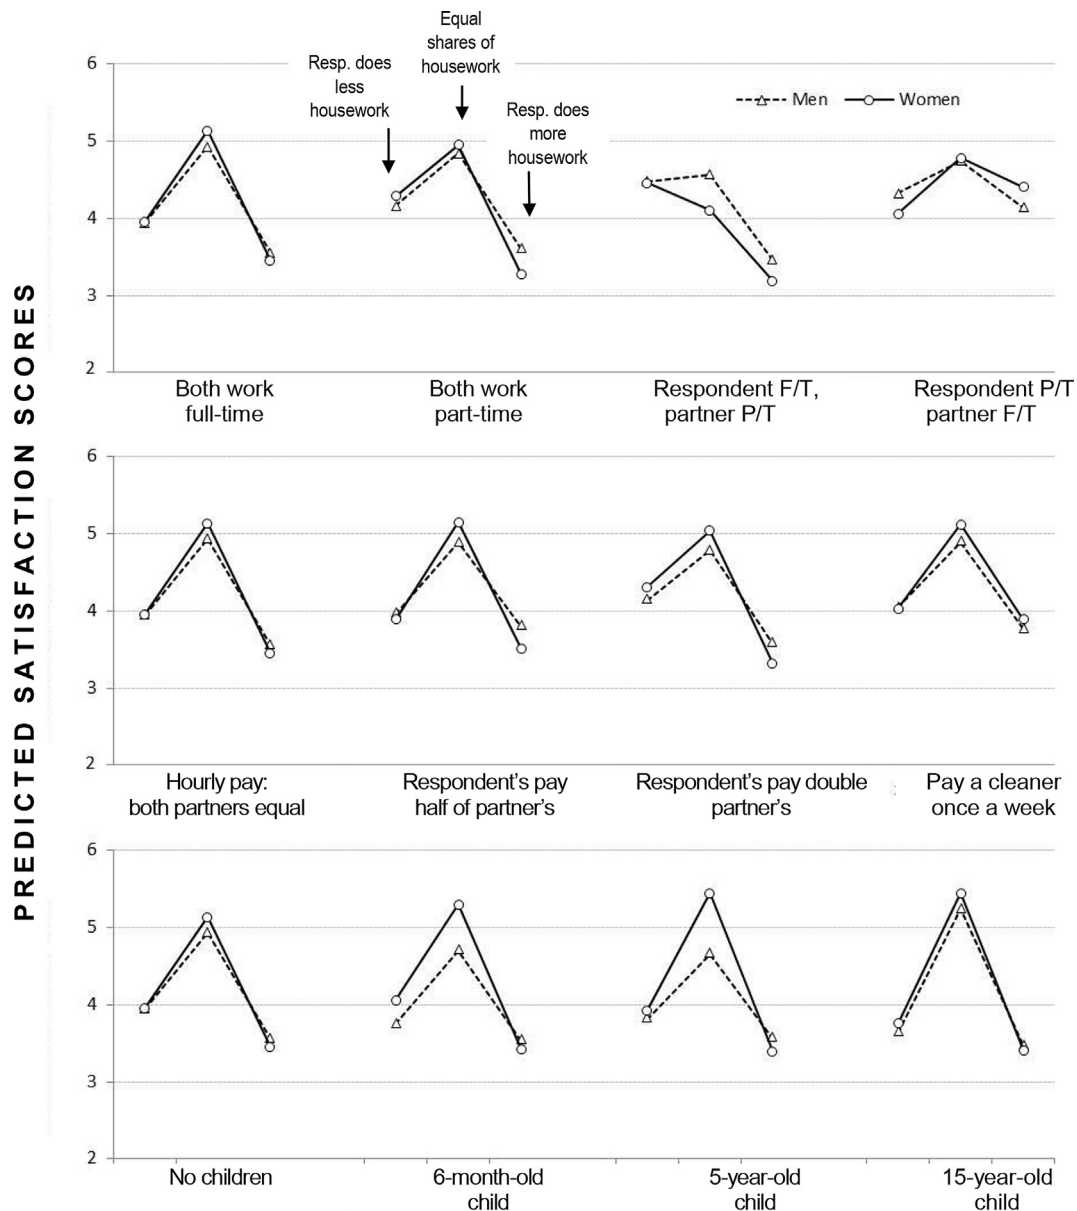 PREDICTED SATISFACTION SCORES
Equal
shares of
housework
Resp. does
less
housework
Resp. does
more
housework
Men
Women
6
5
4
3
2
Both work
full-time
Both work
part-time
Respondent F/T,
partner P/T
Respondent P/T
partner F/T
6
5
4
3
2
Hourly pay:
both partners equal
Respondent's pay
half of partner's
Respondent's pay double
partner's
Pay a cleaner
once a week
6
5
4
3
2
No children
6-month-old
child
5-year-old
child
15-year-old
child